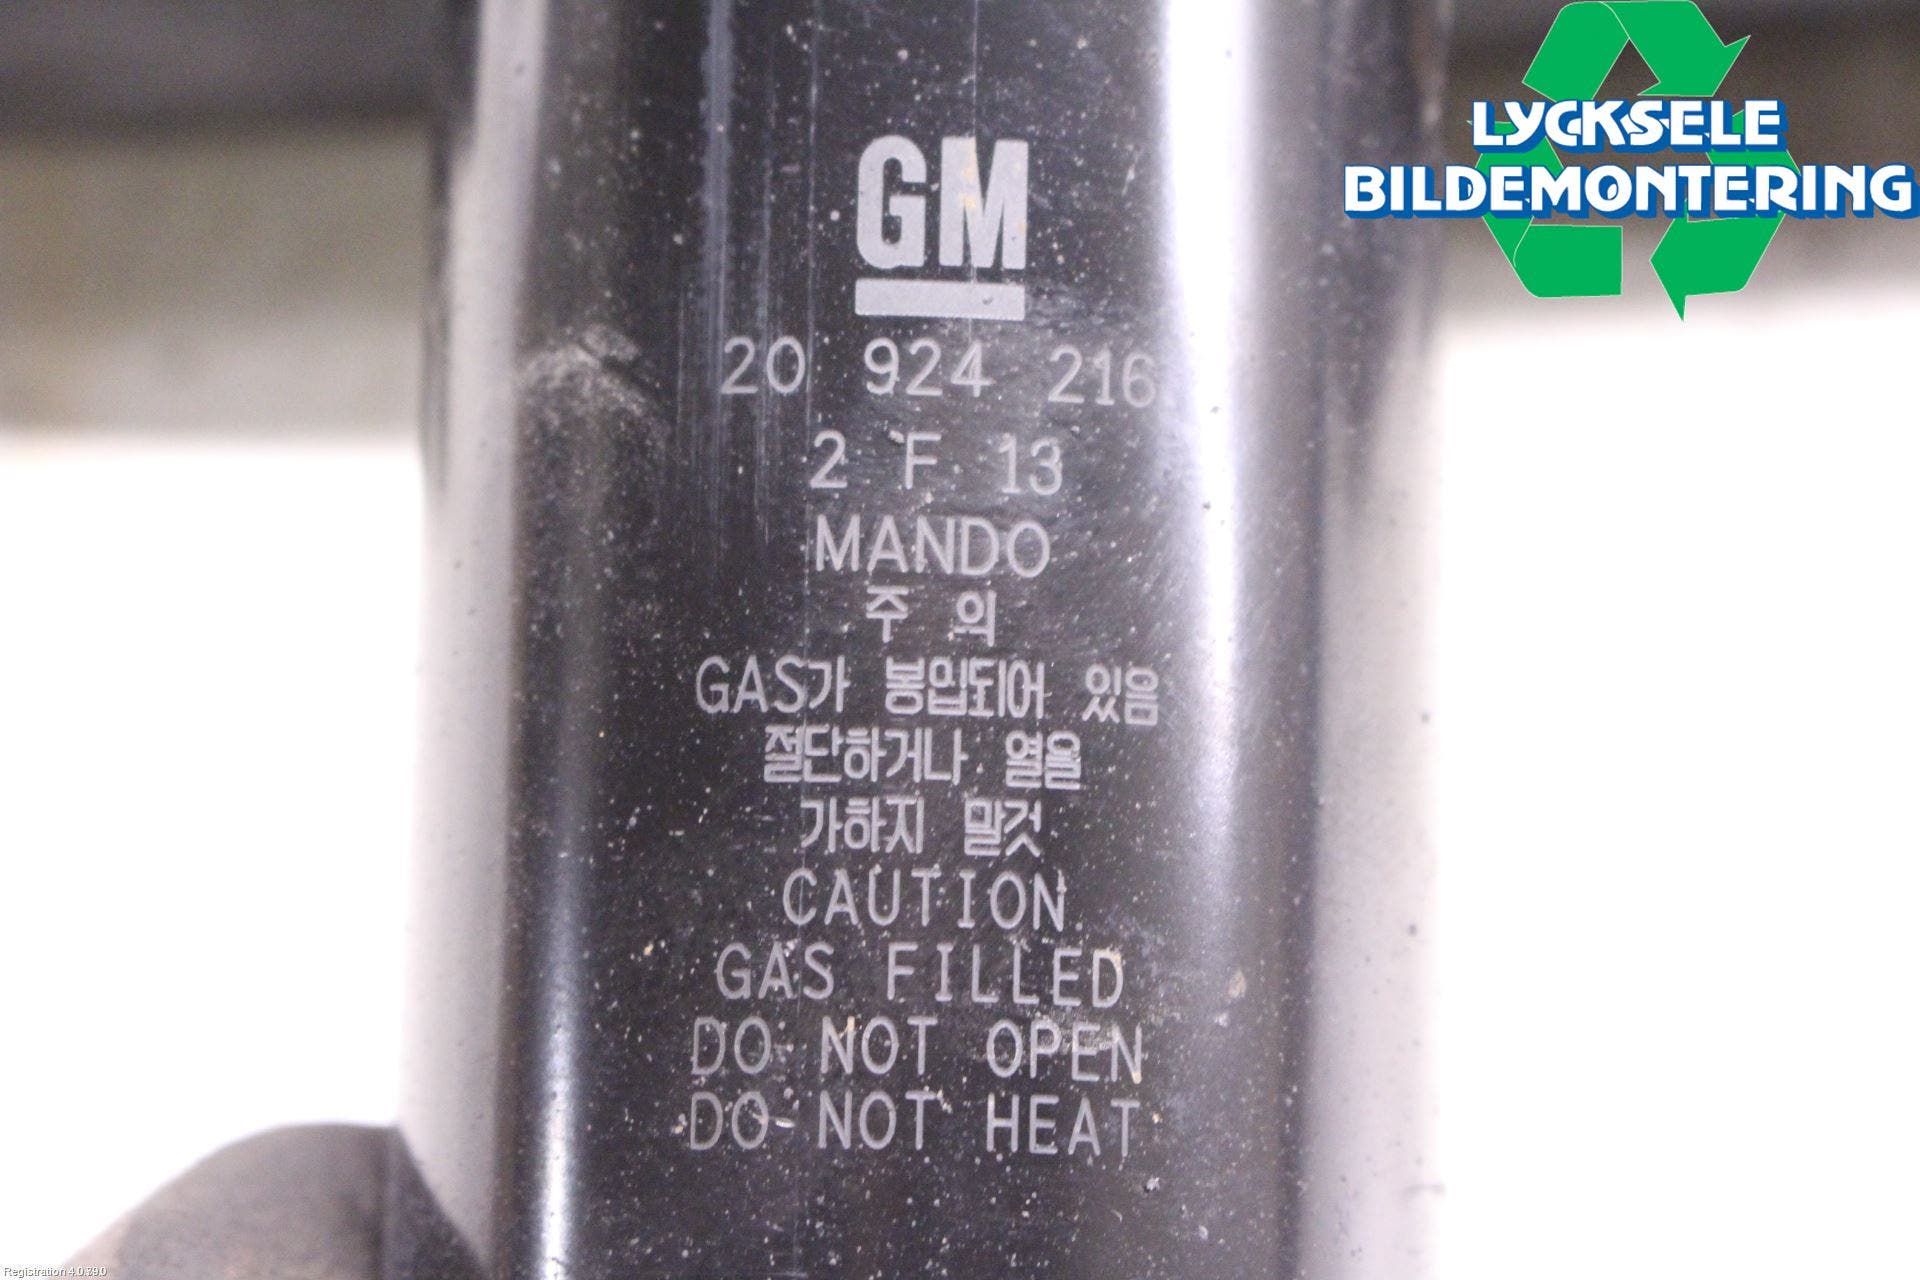 LYCKSELE
BILDEMONTERING
GM
20 924 216
2 F 13
MANDO
주 의
GAS가 봉입되어 있음
절단하거나 열을
가하지 말것
CAUTION
GAS FILLED
DO NOT OPEN
DO NOT HEAT
Registration